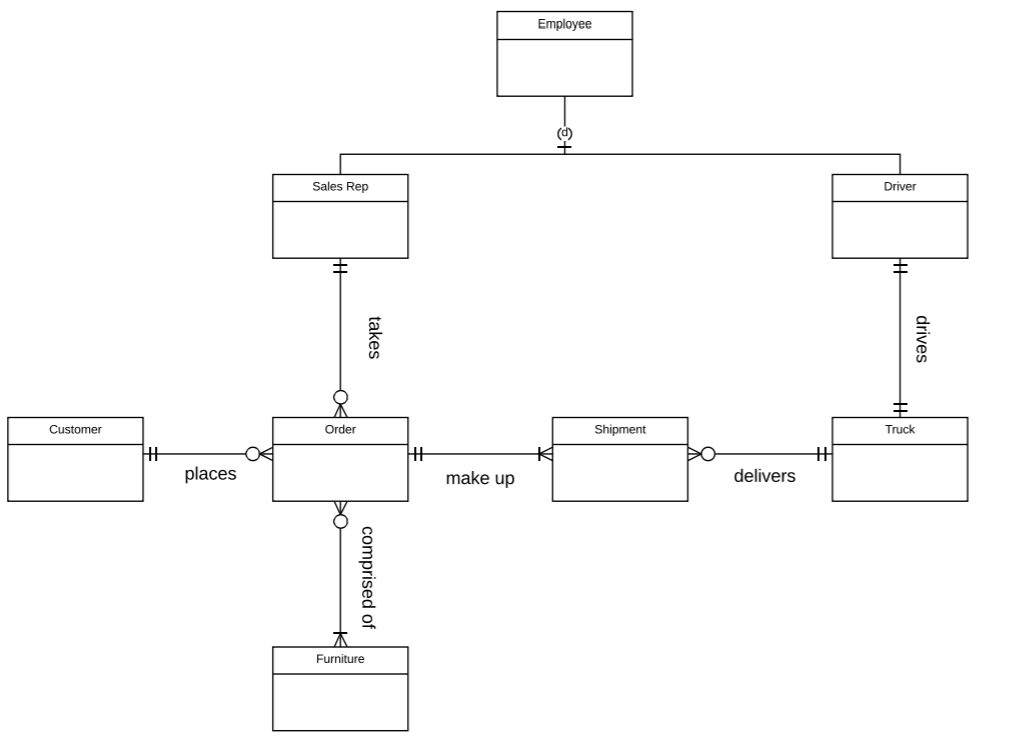 Employee
(d)
Sales Rep
Driver
takes
drives
Customer
Order
Shipment
Truck
places
make up
delivers
comprised of
Furniture